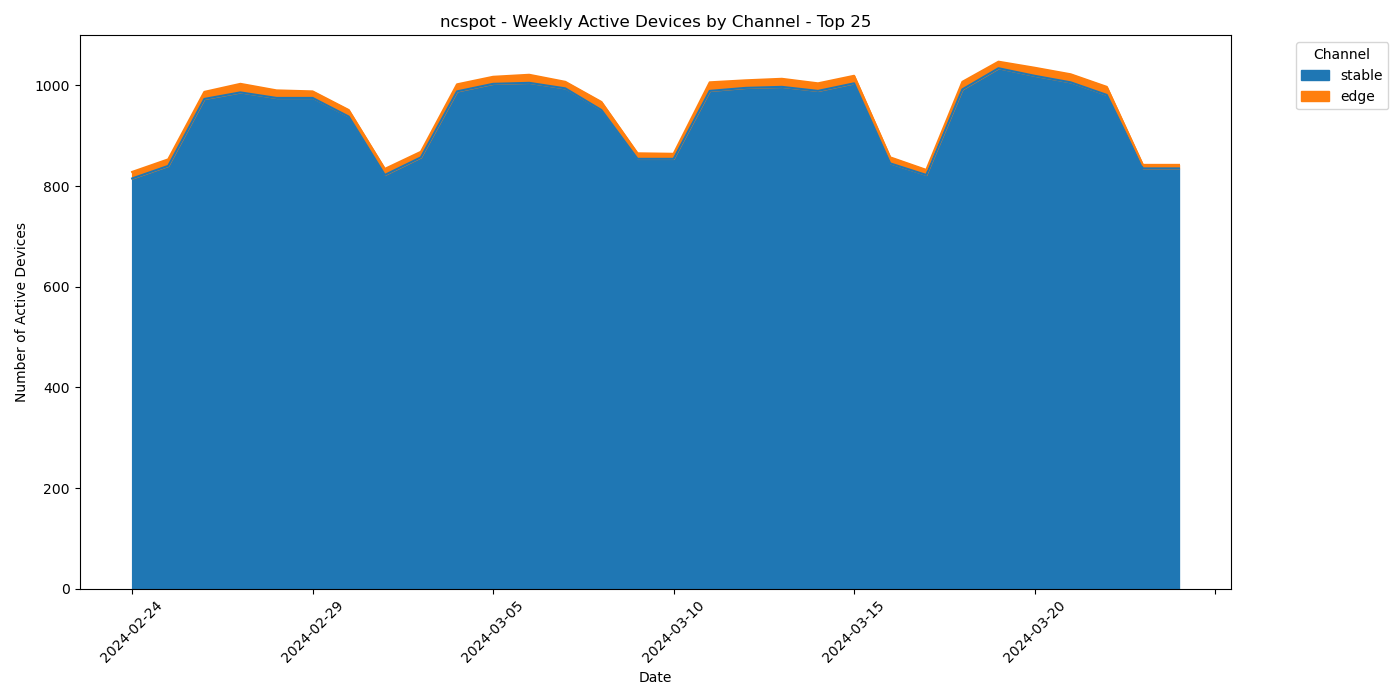 ncspot - Weekly Active Devices by Channel - Top 25
Channel
stable
edge
Number of Active Devices
1000
800
600
400
200
0
2024-02-24
2024-02-29
2024-03-05
2024-03-10
2024-03-15
2024-03-20
Date